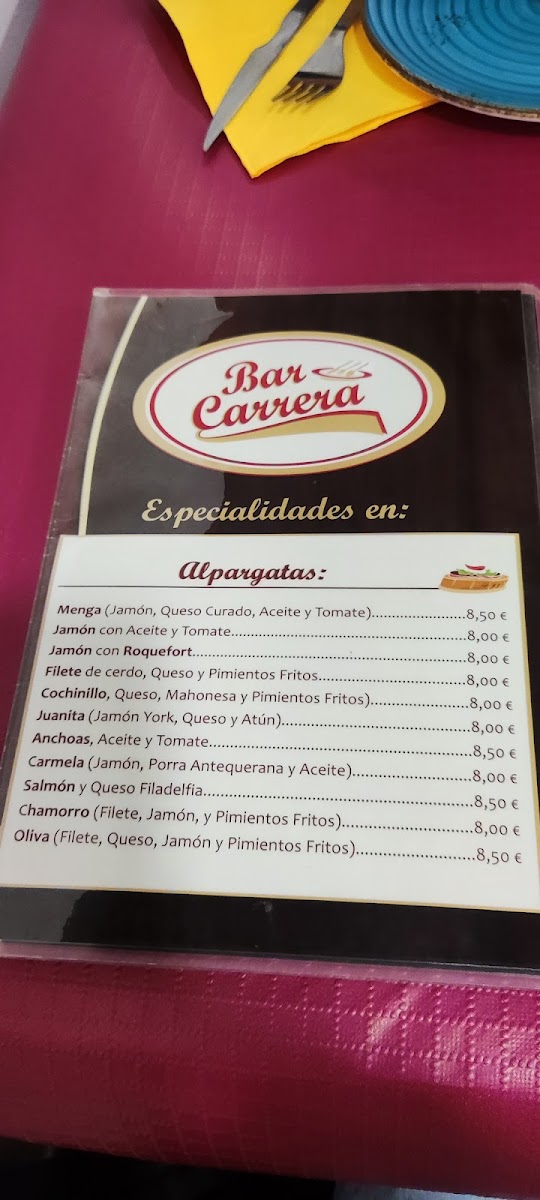 Bar
Carrera
Especialidades en:
Alpargatas:
Menga (Jamón, Queso Curado, Aceite y Tomate).......................8,50 €
Jamón con Aceite y Tomate..........................................................8,00 €
Jamón con Roquefort...................................................................8,00 €
Filete de cerdo, Queso y Pimientos Fritos....................................8,00 €
Cochinillo, Queso, Mahonesa y Pimientos Fritos)........................8,00 €
Juanita (Jamón York, Queso y Atún)..............................................8,00 €
Anchoas, Aceite y Tomate................................................................8,50 €
Carmela (Jamón, Porra Antequerana y Aceite).............................8,00 €
Salmón y Queso Filadelfia..................................................................8,50 €
Chamorro (Filete, Jamón, y Pimientos Fritos)................................8,00 €
Oliva (Filete, Queso, Jamón y Pimientos Fritos)............................8,50 €